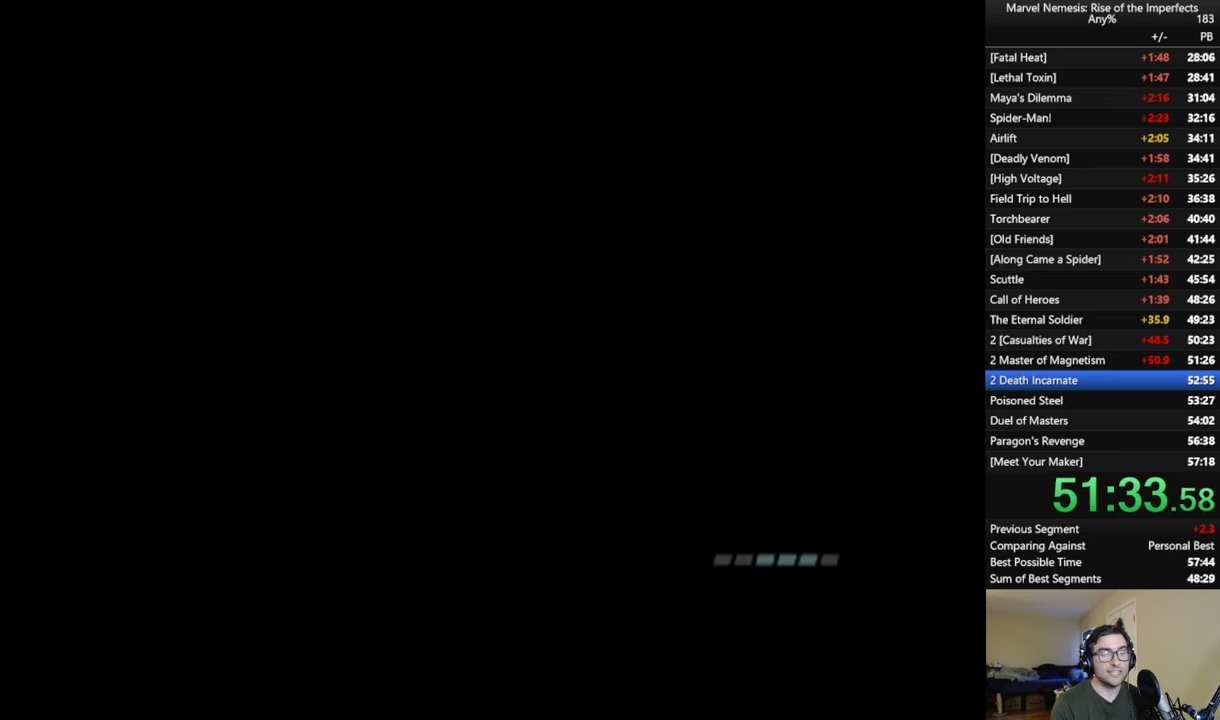 Marvel Nemesis: Rise of the Imperfects
Any% 183
+/- PB
[Fatal Heat] +1:48 28:06
[Lethal Toxin] +1:47 28:41
Maya's Dilemma +2:16 31:04
Spider-Man! +2:23 32:16
Airlift +2:05 34:11
[Deadly Venom] +1:58 34:41
[High Voltage] +2:11 35:26
Field Trip to Hell +2:10 36:38
Torchbearer +2:06 40:40
[Old Friends] +2:01 41:44
[Along Came a Spider] +1:52 42:25
Scuttle +1:43 45:54
Call of Heroes +1:39 48:26
The Eternal Soldier +35.9 49:23
2 [Casualties of War] +48.5 50:23
2 Master of Magnetism +50.9 51:26
2 Death Incarnate 52:55
Poisoned Steel 53:27
Duel of Masters 54:02
Paragon's Revenge 56:38
[Meet Your Maker] 57:18
51:33.58
Previous Segment +2.3
Comparing Against Personal Best
Best Possible Time 57:44
Sum of Best Segments 48:29